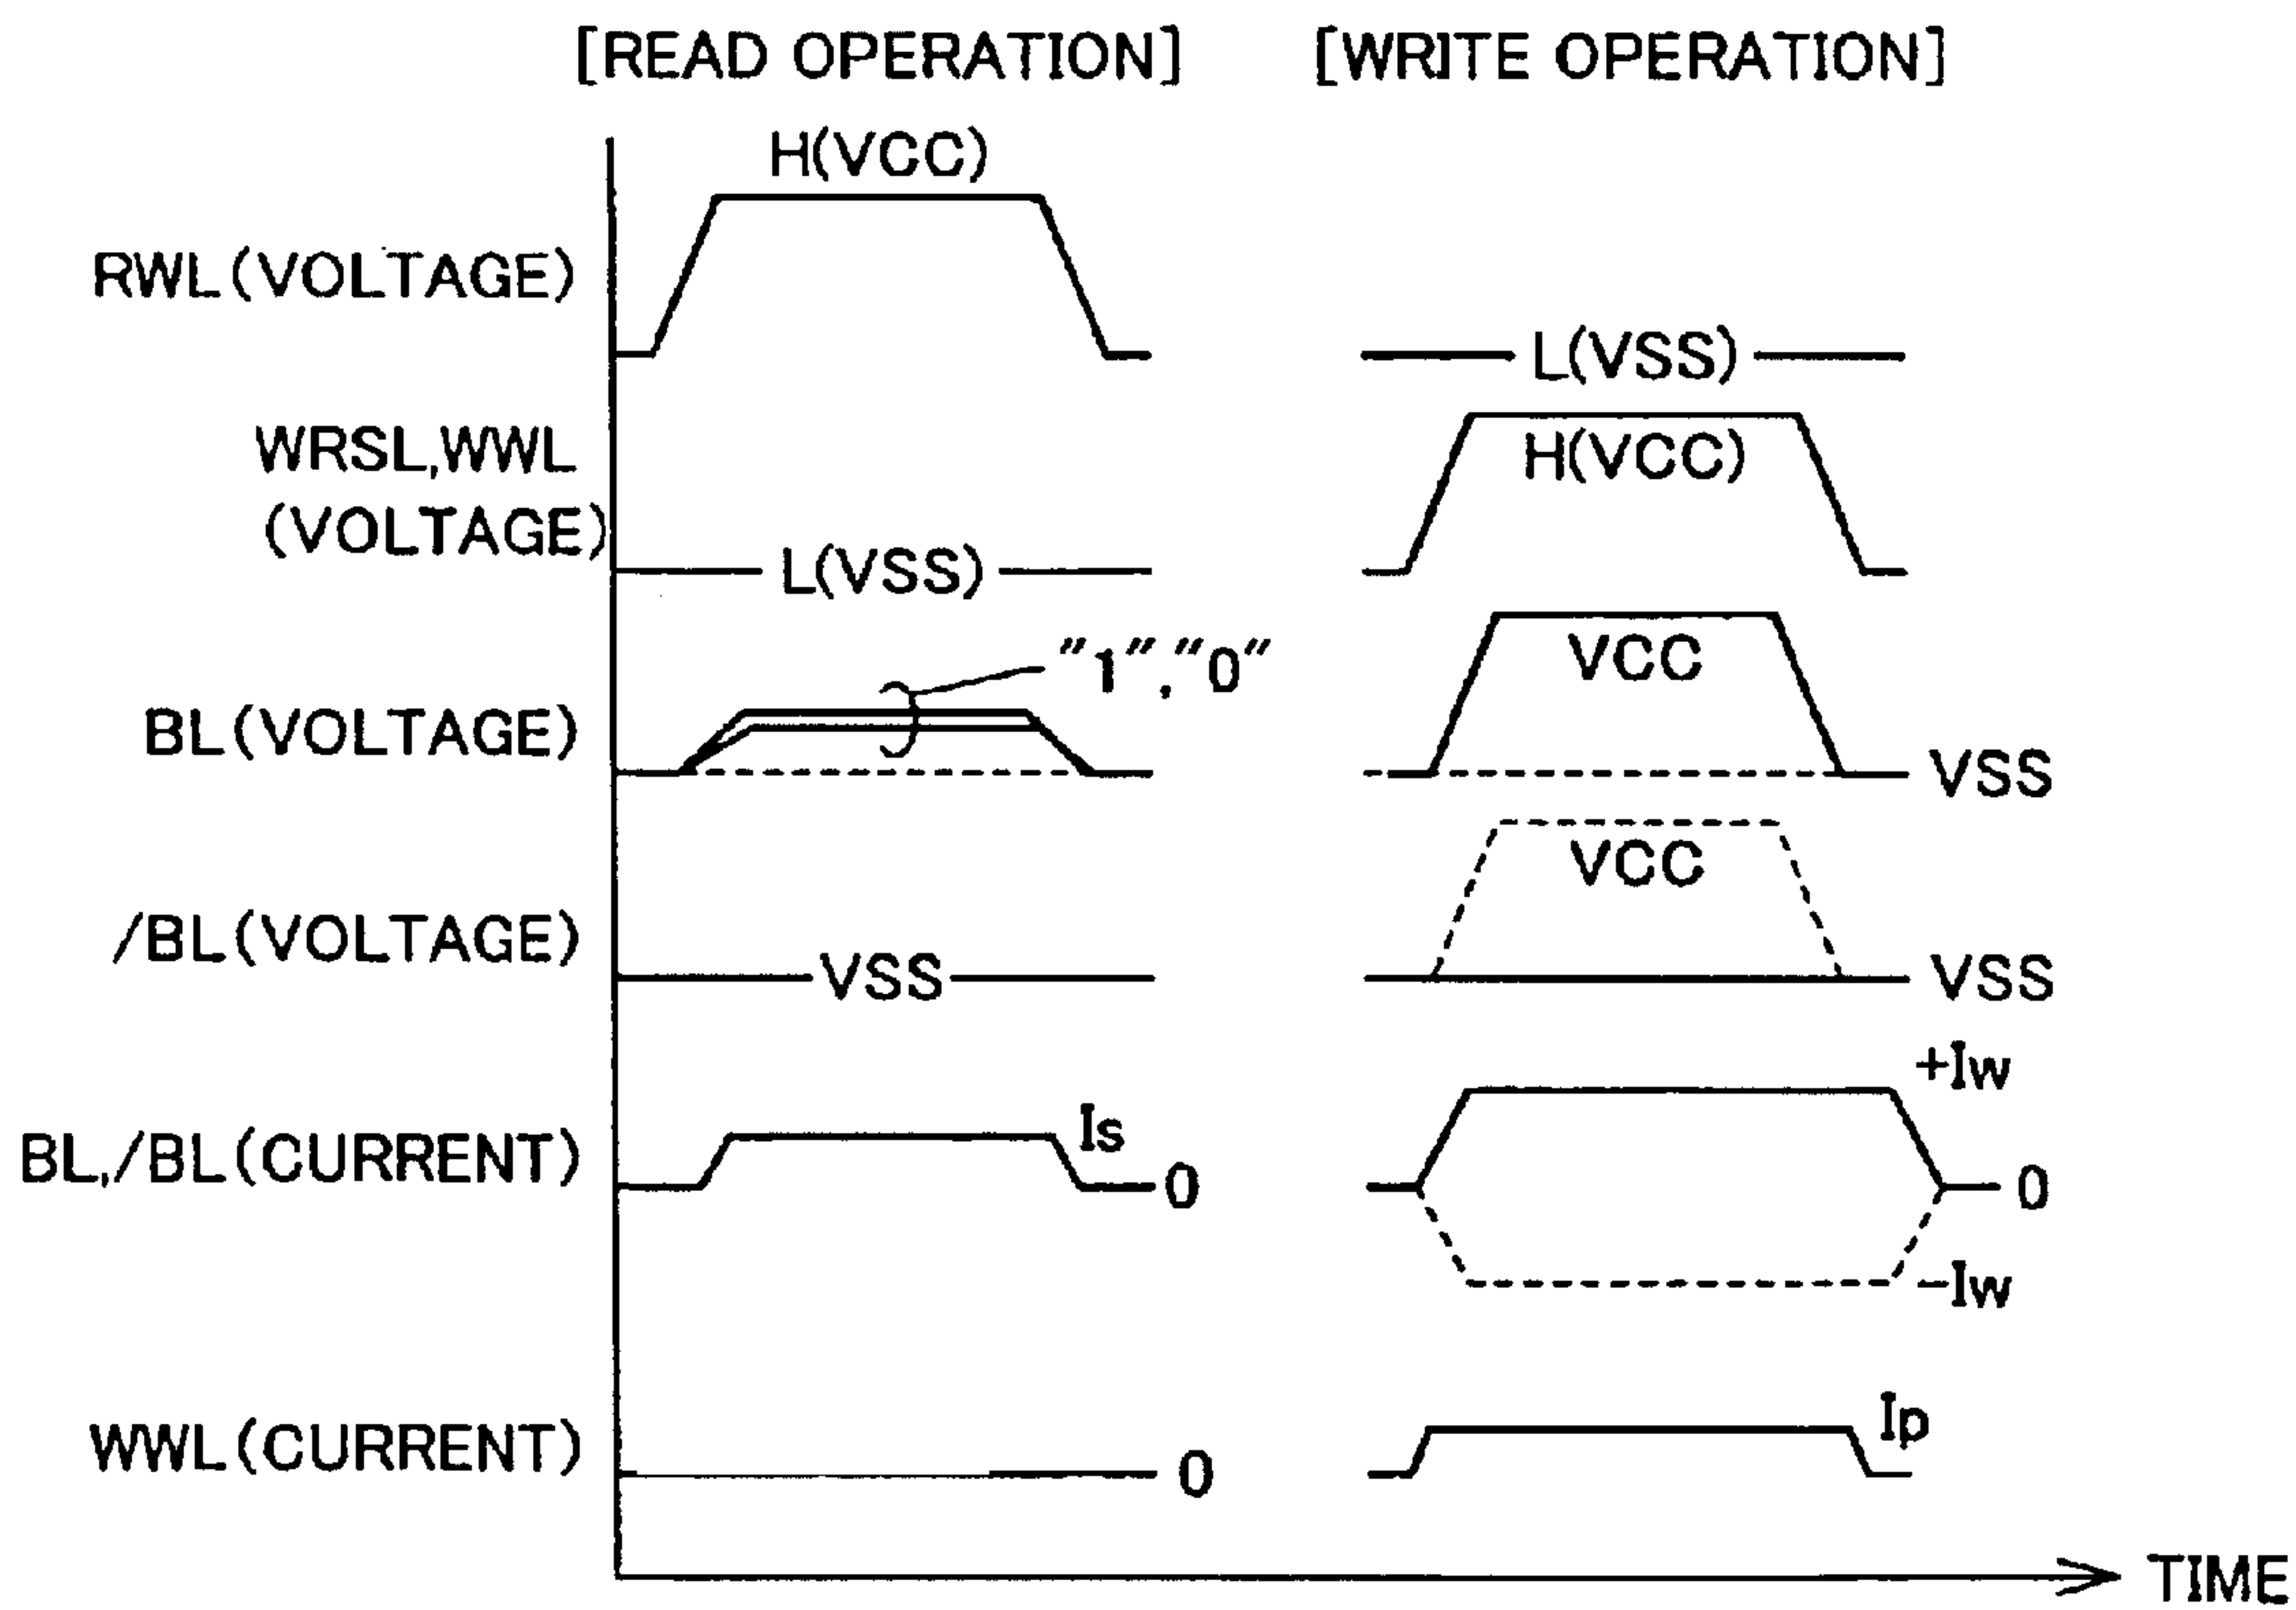 [READ OPERATION] [WRITE OPERATION]
H(VCC)
RWL(VOLTAGE)
L(VSS)
WRSL,WWL
(VOLTAGE)
H(VCC)
L(VSS)
"1","0"
BL(VOLTAGE)
VCC
VSS
VCC
/BL(VOLTAGE)
VSS
VSS
+Iw
BL,/BL(CURRENT)
Is
0
0
-Iw
WWL(CURRENT)
0
Ip
TIME